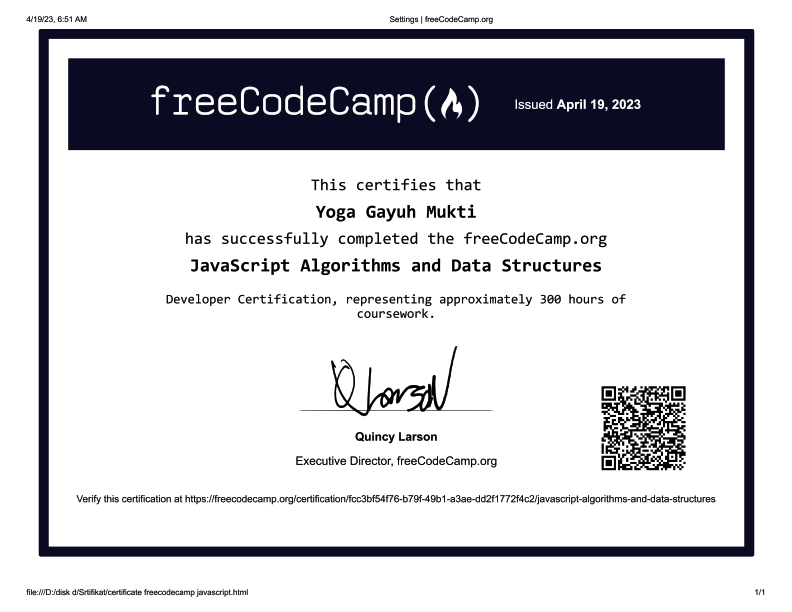 4/19/23, 6:51 AM
Settings | freeCodeCamp.org
freeCodeCamp(🔥)
Issued April 19, 2023
This certifies that
Yoga Gayuh Mukti
has successfully completed the freeCodeCamp.org
JavaScript Algorithms and Data Structures
Developer Certification, representing approximately 300 hours of
coursework.
Q Larson
Quincy Larson
Executive Director, freeCodeCamp.org
Verify this certification at https://freecodecamp.org/certification/fcc3bf54f76-b79f-49b1-a3ae-dd2f1772f4c2/javascript-algorithms-and-data-structures
file:///D:/disk d/Srtifikat/certificate freecodecamp javascript.html
1/1